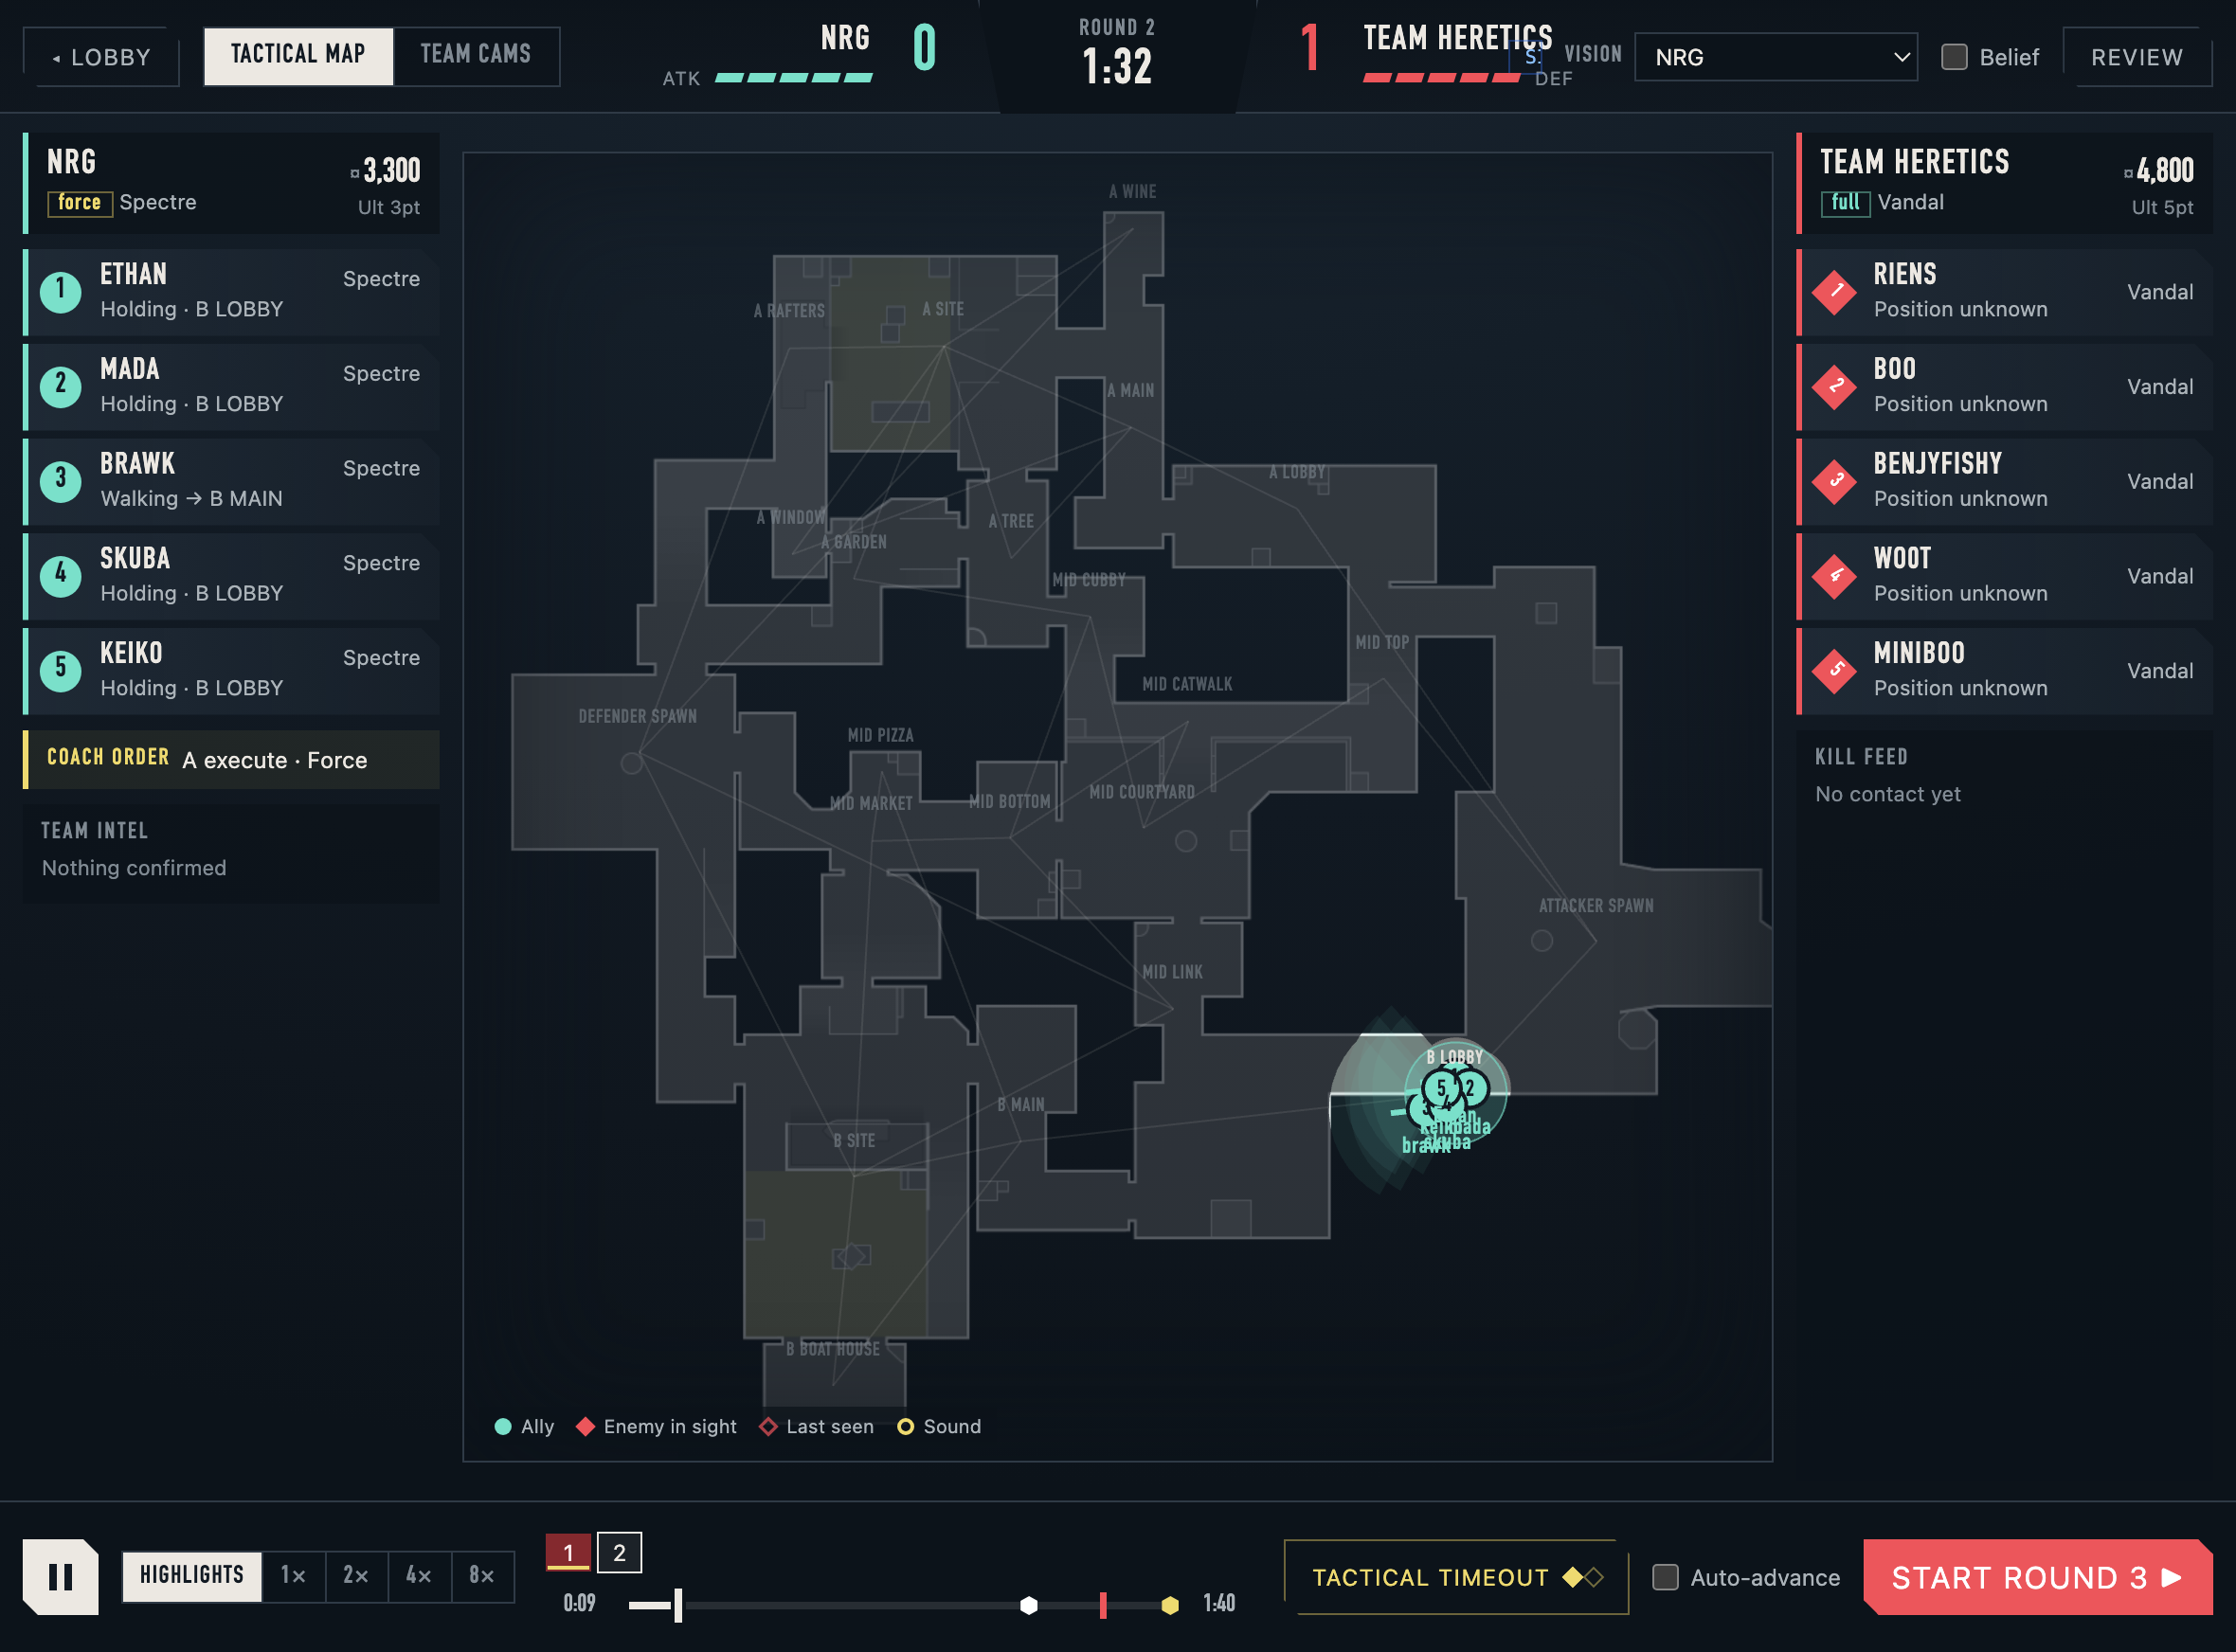 ◂ LOBBY
TACTICAL MAP
TEAM CAMS
NRG
0
ATK
ROUND 2
1:32
1
TEAM HERETICS
DEF
VISION
NRG
Belief
REVIEW
NRG
¤3,300
force Spectre
Ult 3pt
1 ETHAN Spectre
Holding · B LOBBY
2 MADA Spectre
Holding · B LOBBY
3 BRAWK Spectre
Walking → B MAIN
4 SKUBA Spectre
Holding · B LOBBY
5 KEIKO Spectre
Holding · B LOBBY
COACH ORDER A execute · Force
TEAM INTEL
Nothing confirmed
A WINE
A RAFTERS
A SITE
A MAIN
A LOBBY
A WINDOW
A TREE
A GARDEN
MID CUBBY
MID TOP
MID CATWALK
DEFENDER SPAWN
MID PIZZA
MID MARKET
MID BOTTOM
MID COURTYARD
ATTACKER SPAWN
MID LINK
B LOBBY
5 2
B MAIN
B SITE
B BOAT HOUSE
Ally
Enemy in sight
Last seen
Sound
TEAM HERETICS
¤4,800
full Vandal
Ult 5pt
1 RIENS Vandal
Position unknown
2 BOO Vandal
Position unknown
3 BENJYFISHY Vandal
Position unknown
4 WOOT Vandal
Position unknown
5 MINIBOO Vandal
Position unknown
KILL FEED
No contact yet
HIGHLIGHTS
1×
2×
4×
8×
1
2
0:09
1:40
TACTICAL TIMEOUT
Auto-advance
START ROUND 3 ▶